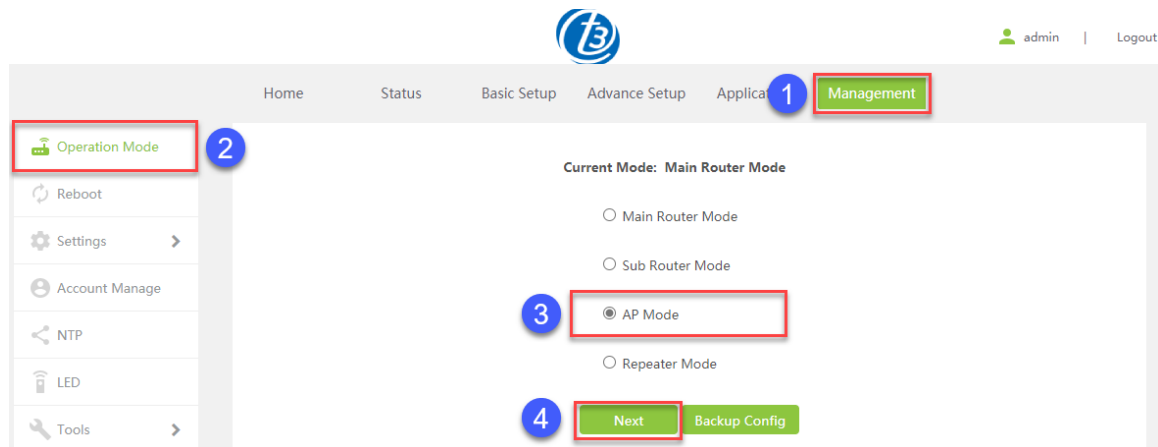 t3
admin | Logout
Home Status Basic Setup Advance Setup Applicat 1 Management
Operation Mode 2
Reboot
Settings
Account Manage
NTP
LED
Tools
Current Mode: Main Router Mode
Main Router Mode
Sub Router Mode
3 AP Mode
Repeater Mode
4 Next Backup Config